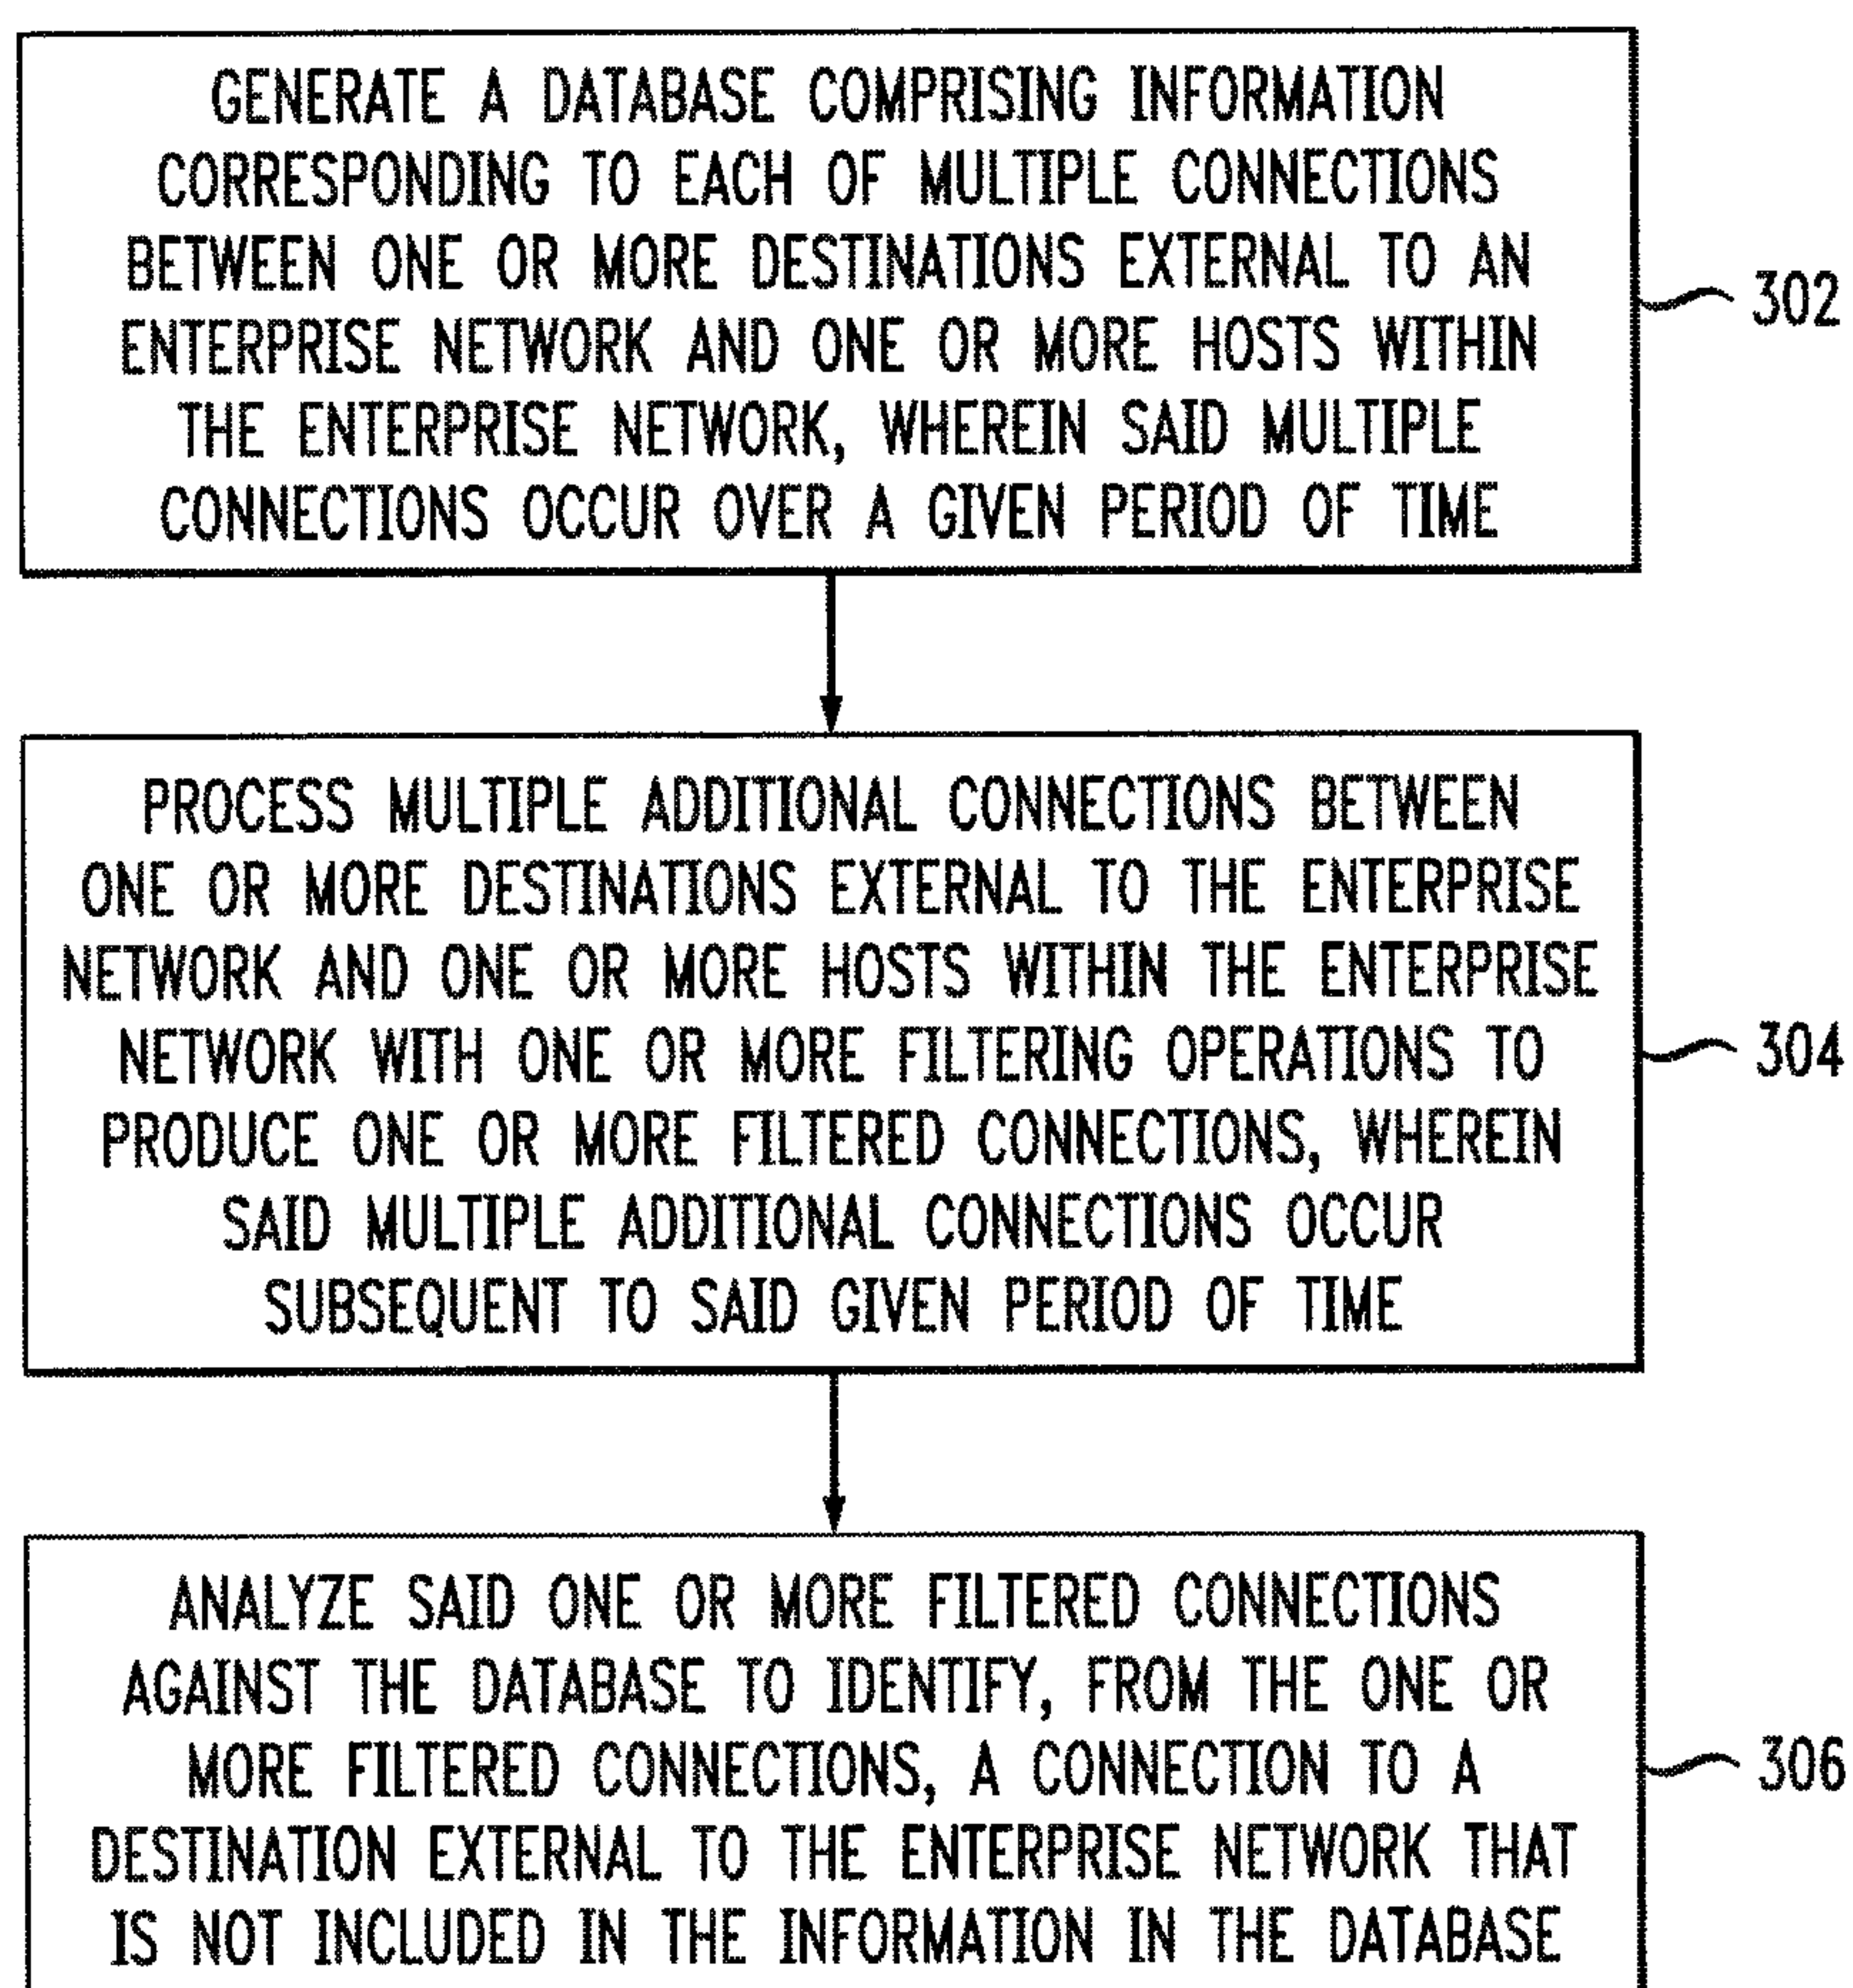 GENERATE A DATABASE COMPRISING INFORMATION
CORRESPONDING TO EACH OF MULTIPLE CONNECTIONS
BETWEEN ONE OR MORE DESTINATIONS EXTERNAL TO AN
ENTERPRISE NETWORK AND ONE OR MORE HOSTS WITHIN
THE ENTERPRISE NETWORK, WHEREIN SAID MULTIPLE
CONNECTIONS OCCUR OVER A GIVEN PERIOD OF TIME
302
PROCESS MULTIPLE ADDITIONAL CONNECTIONS BETWEEN
ONE OR MORE DESTINATIONS EXTERNAL TO THE ENTERPRISE
NETWORK AND ONE OR MORE HOSTS WITHIN THE ENTERPRISE
NETWORK WITH ONE OR MORE FILTERING OPERATIONS TO
PRODUCE ONE OR MORE FILTERED CONNECTIONS, WHEREIN
SAID MULTIPLE ADDITIONAL CONNECTIONS OCCUR
SUBSEQUENT TO SAID GIVEN PERIOD OF TIME
304
ANALYZE SAID ONE OR MORE FILTERED CONNECTIONS
AGAINST THE DATABASE TO IDENTIFY, FROM THE ONE OR
MORE FILTERED CONNECTIONS, A CONNECTION TO A
DESTINATION EXTERNAL TO THE ENTERPRISE NETWORK THAT
IS NOT INCLUDED IN THE INFORMATION IN THE DATABASE
306